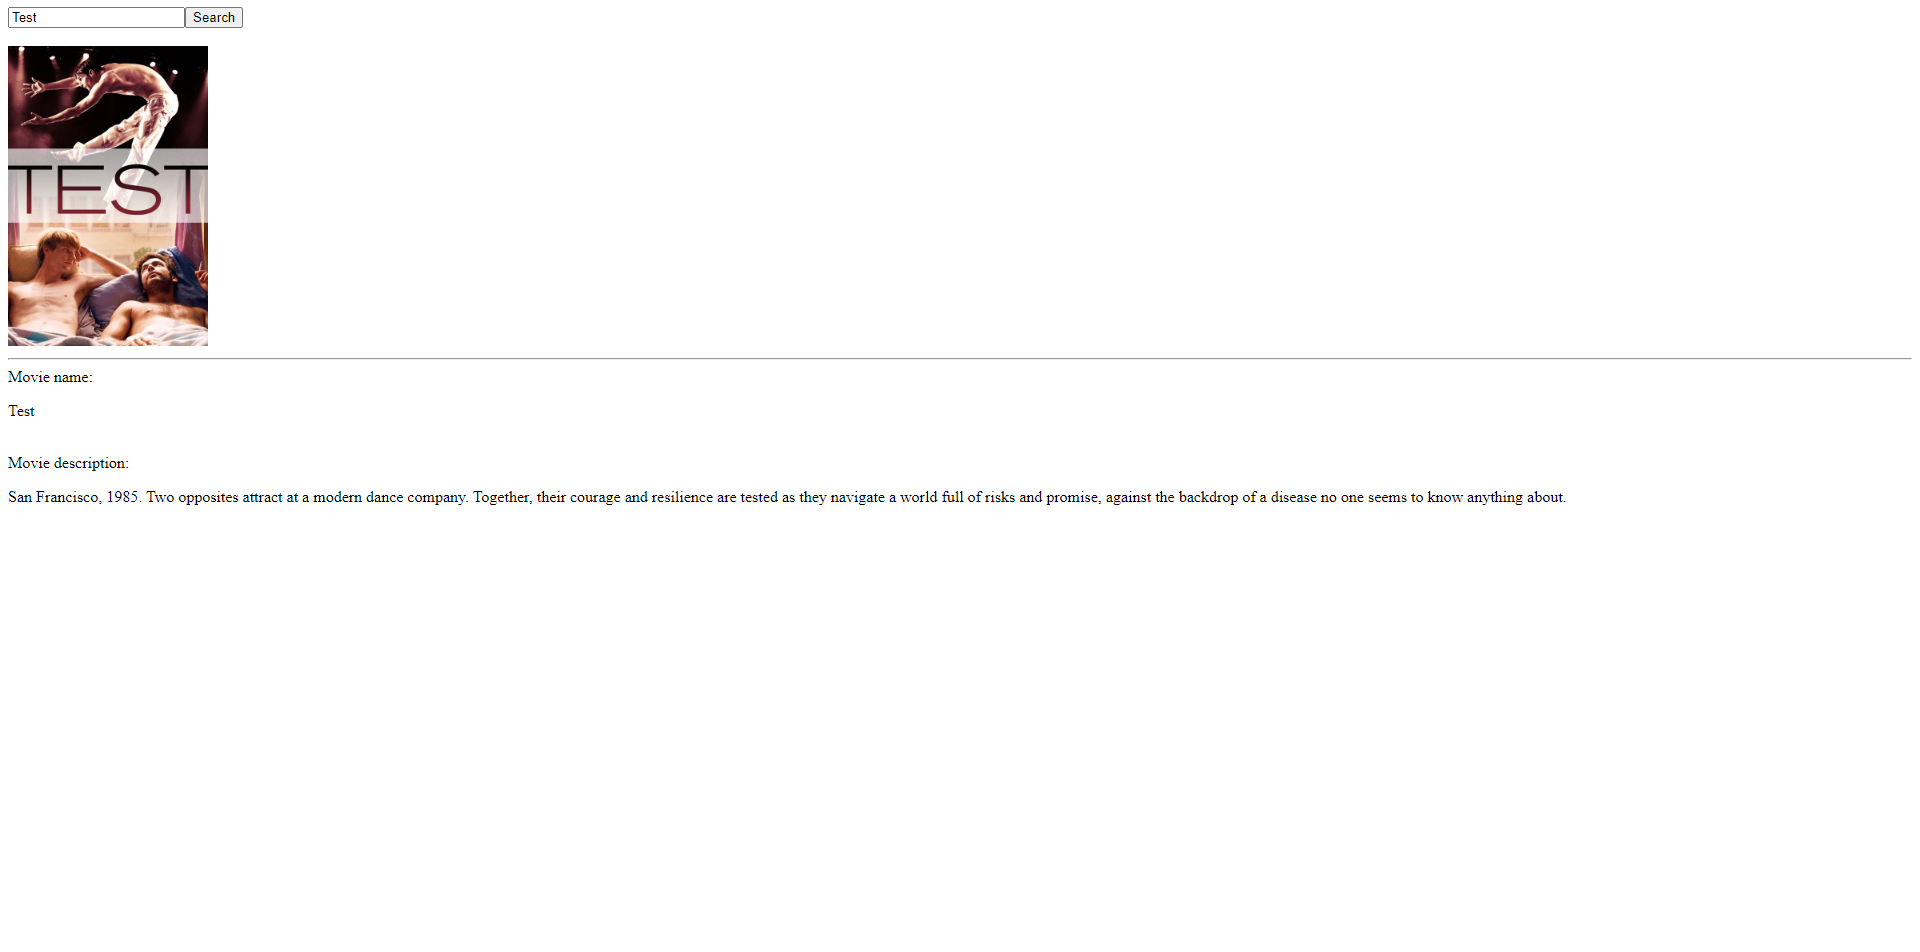 Test Search
TEST
Movie name:
Test
Movie description:
San Francisco, 1985. Two opposites attract at a modern dance company. Together, their courage and resilience are tested as they navigate a world full of risks and promise, against the backdrop of a disease no one seems to know anything about.